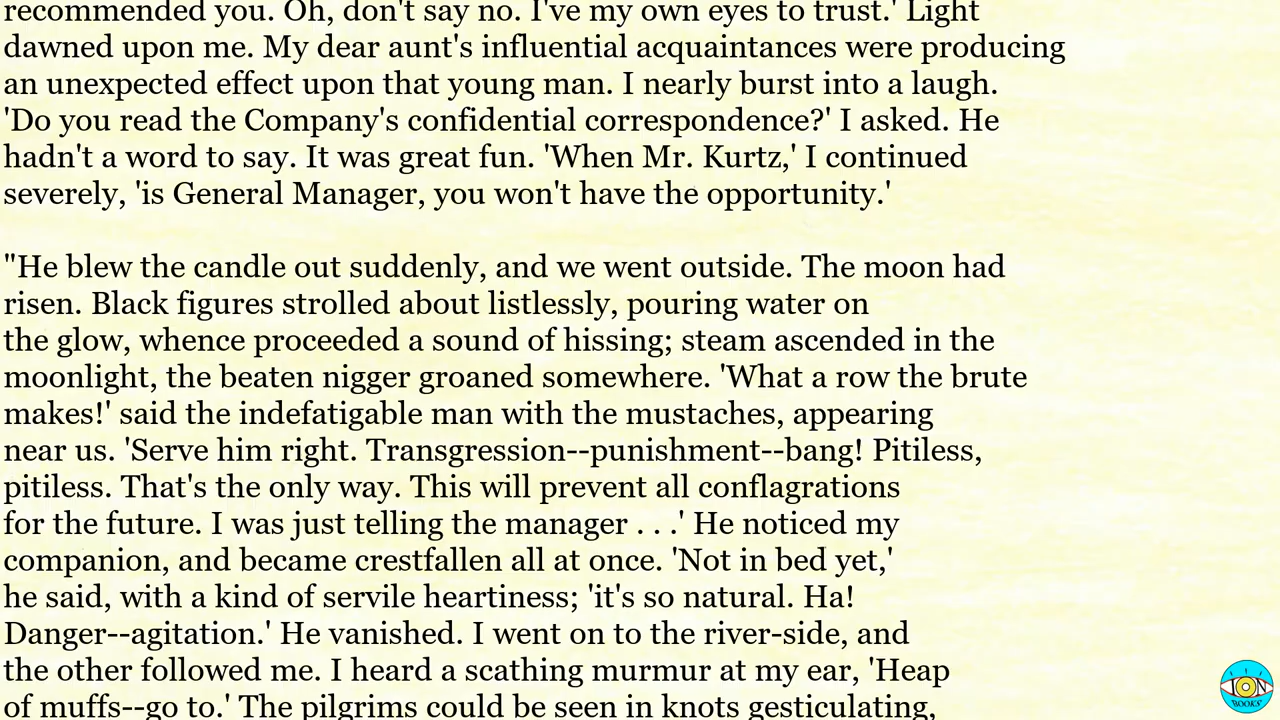 recommended you. Oh, don't say no. I've my own eyes to trust.' Light
dawned upon me. My dear aunt's influential acquaintances were producing
an unexpected effect upon that young man. I nearly burst into a laugh.
'Do you read the Company's confidential correspondence?' I asked. He
hadn't a word to say. It was great fun. 'When Mr. Kurtz,' I continued
severely, 'is General Manager, you won't have the opportunity.'
"He blew the candle out suddenly, and we went outside. The moon had
risen. Black figures strolled about listlessly, pouring water on
the glow, whence proceeded a sound of hissing; steam ascended in the
moonlight, the beaten nigger groaned somewhere. 'What a row the brute
makes!' said the indefatigable man with the mustaches, appearing
near us. 'Serve him right. Transgression--punishment--bang! Pitiless,
pitiless. That's the only way. This will prevent all conflagrations
for the future. I was just telling the manager . . .' He noticed my
companion, and became crestfallen all at once. 'Not in bed yet,'
he said, with a kind of servile heartiness; 'it's so natural. Ha!
Danger--agitation.' He vanished. I went on to the river-side, and
the other followed me. I heard a scathing murmur at my ear, 'Heap
of muffs--go to.' The pilgrims could be seen in knots gesticulating,
ION
BOOKS